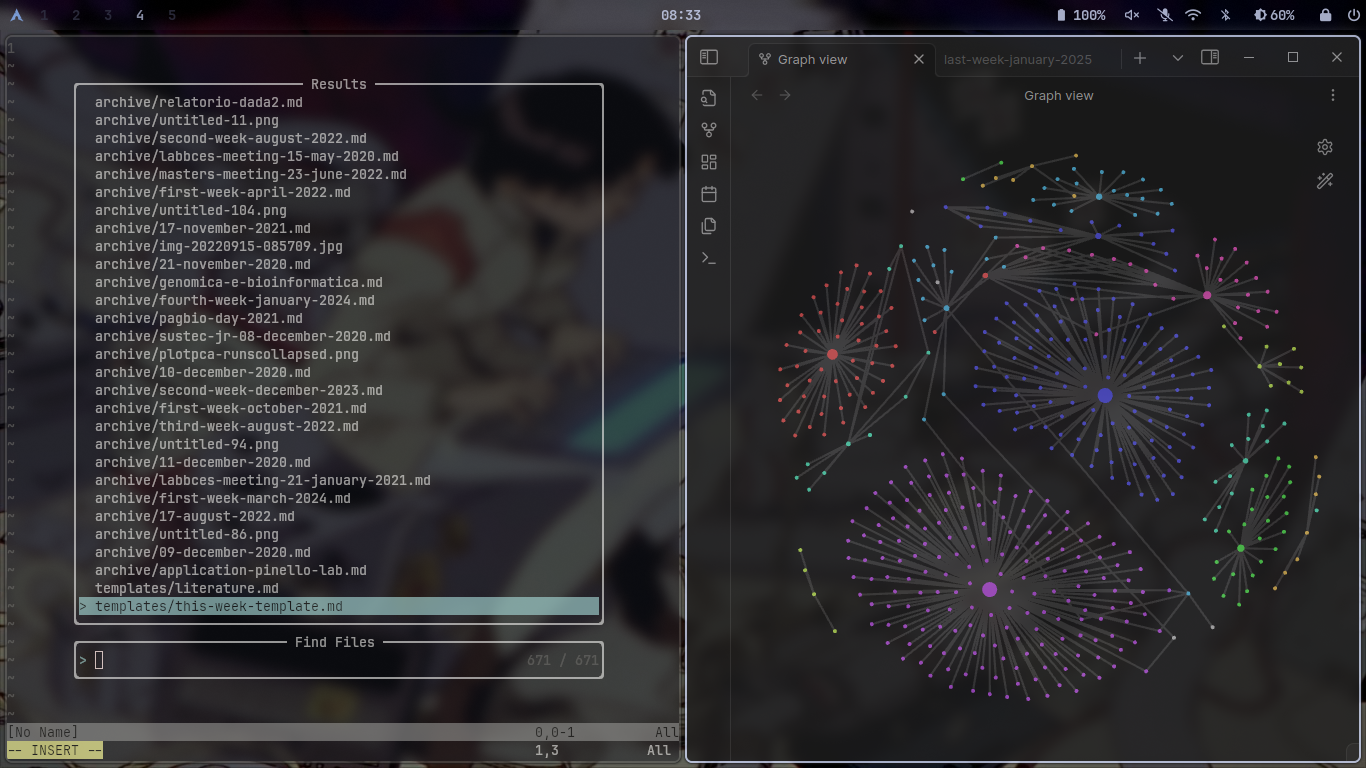 1 2 3 4 5
08:33
100%
60%
1
Results
archive/relatorio-dada2.md
archive/untitled-11.png
archive/second-week-august-2022.md
archive/labbces-meeting-15-may-2020.md
archive/masters-meeting-23-june-2022.md
archive/first-week-april-2022.md
archive/untitled-104.png
archive/17-november-2021.md
archive/img-20220915-085709.jpg
archive/21-november-2020.md
archive/genomica-e-bioinformatica.md
archive/fourth-week-january-2024.md
archive/pagbio-day-2021.md
archive/sustec-jr-08-december-2020.md
archive/plotpca-runscollapsed.png
archive/10-december-2020.md
archive/second-week-december-2023.md
archive/first-week-october-2021.md
archive/third-week-august-2022.md
archive/untitled-94.png
archive/11-december-2020.md
archive/labbces-meeting-21-january-2021.md
archive/first-week-march-2024.md
archive/17-august-2022.md
archive/untitled-86.png
archive/09-december-2020.md
archive/application-pinello-lab.md
templates/literature.md
> templates/this-week-template.md
Find Files
> 671 / 671
[No Name] 0,0-1 All
-- INSERT -- 1,3 All
Graph view
last-week-january-2025
Graph view